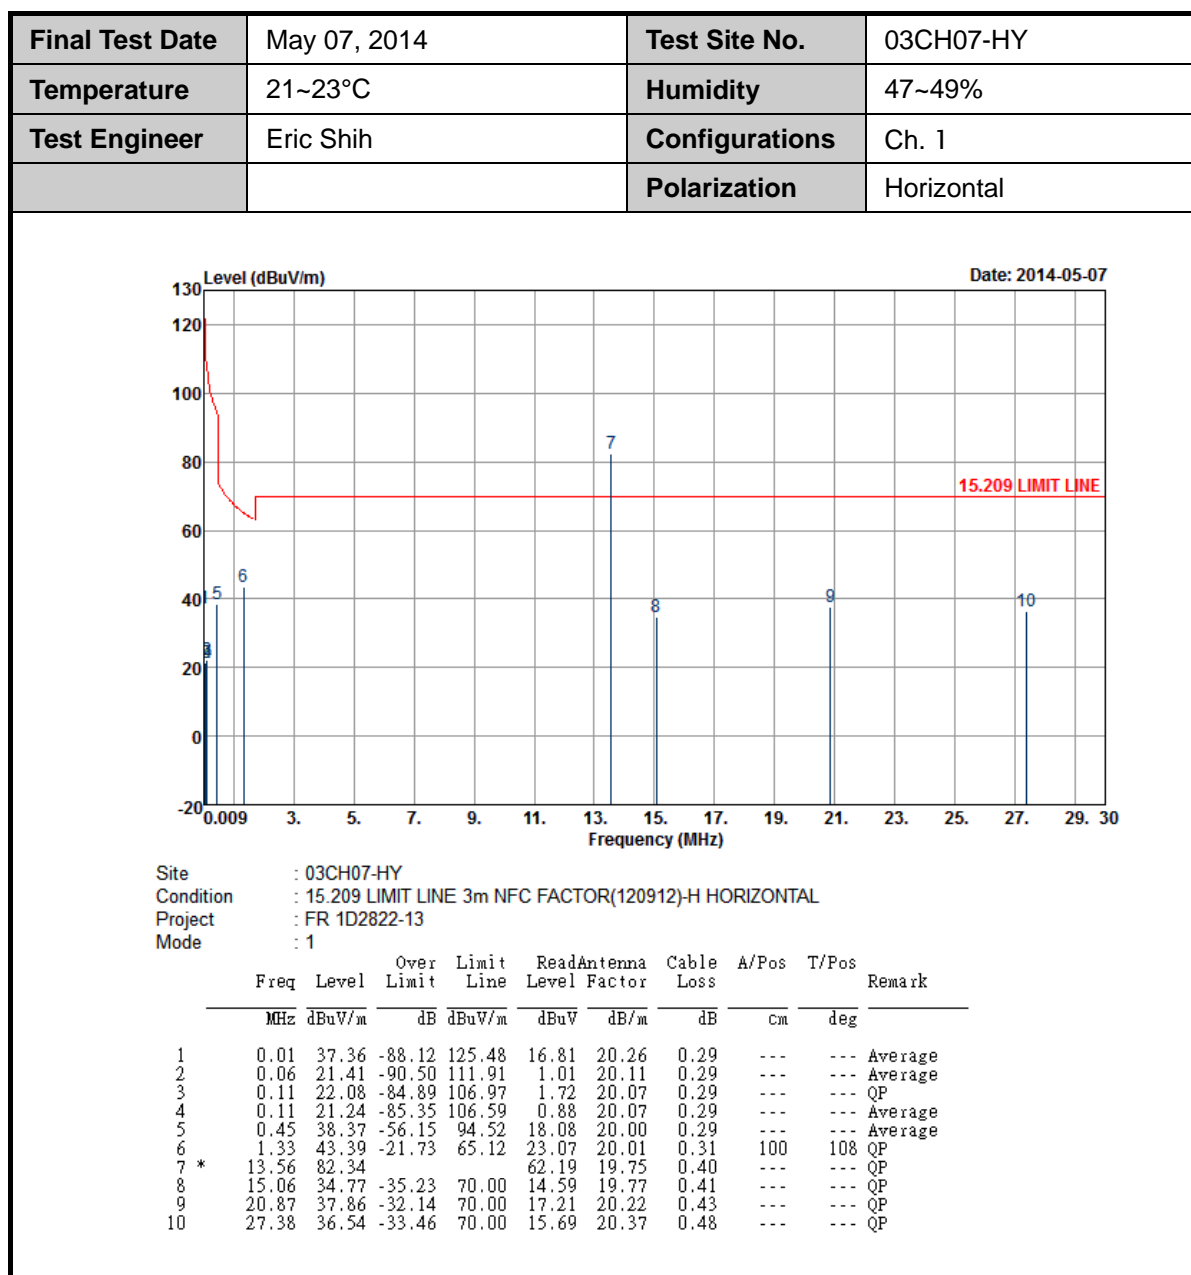 Final Test Date May 07, 2014 Test Site No. 03CH07-HY
Temperature 21~23°C Humidity 47~49%
Test Engineer Eric Shih Configurations Ch. 1
Polarization Horizontal
Level (dBuV/m) Date: 2014-05-07
130
120
100
80
60
40
20
0
-20
15.209 LIMIT LINE
1
5
6
7
8
9
10
0.009 3. 5. 7. 9. 11. 13. 15. 17. 19. 21. 23. 25. 27. 29. 30
Frequency (MHz)
Site : 03CH07-HY
Condition : 15.209 LIMIT LINE 3m NFC FACTOR(120912)-H HORIZONTAL
Project : FR 1D2822-13
Mode : 1
Over Limit ReadAntenna Cable A/Pos T/Pos
Freq Level Limit Line Level Factor Loss Remark
MHz dBuV/m dB dBuV/m dBuV dB/m dB cm deg
1 0.01 37.36 -88.12 125.48 16.81 20.26 0.29 --- --- Average
2 0.06 21.41 -90.50 111.91 1.01 20.11 0.29 --- --- Average
3 0.11 22.08 -84.89 106.97 1.72 20.07 0.29 --- --- QP
4 0.11 21.24 -85.35 106.59 0.88 20.07 0.29 --- --- Average
5 0.45 38.37 -56.15 94.52 18.08 20.00 0.29 --- --- Average
6 1.33 43.39 -21.73 65.12 23.07 20.01 0.31 100 108 QP
7 * 13.56 82.34 62.19 19.75 0.40 --- --- QP
8 15.06 34.77 -35.23 70.00 14.59 19.77 0.41 --- --- QP
9 20.87 37.86 -32.14 70.00 17.21 20.22 0.43 --- --- QP
10 27.38 36.54 -33.46 70.00 15.69 20.37 0.48 --- --- QP